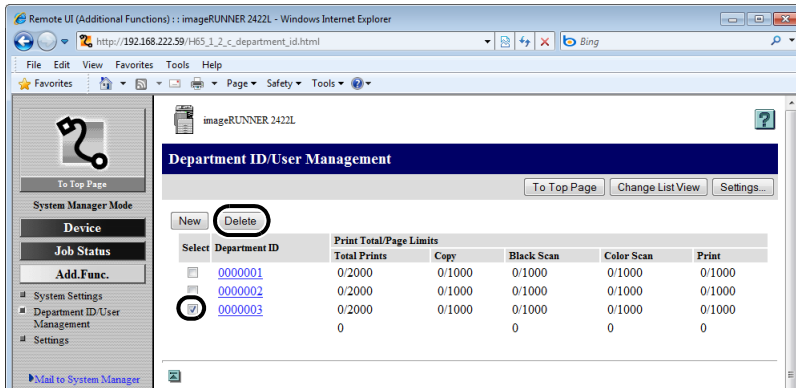 Remote UI (Additional Functions) : : imageRUNNER 2422L - Windows Internet Explorer
http://192.168.222.59/H65_1_2_c_department_id.html
Bing
File Edit View Favorites Tools Help
Favorites Page Safety Tools
imageRUNNER 2422L
Department ID/User Management
To Top Page
To Top Page Change List View Settings...
System Manager Mode
Device
Job Status
Add.Func.
System Settings
Department ID/User
Management
Settings
Mail to System Manager
New Delete
Select Department ID Print Total/Page Limits
Total Prints Copy Black Scan Color Scan Print
0000001 0/2000 0/1000 0/1000 0/1000 0/1000
0000002 0/2000 0/1000 0/1000 0/1000 0/1000
0000003 0/2000 0/1000 0/1000 0/1000 0/1000
0 0 0 0